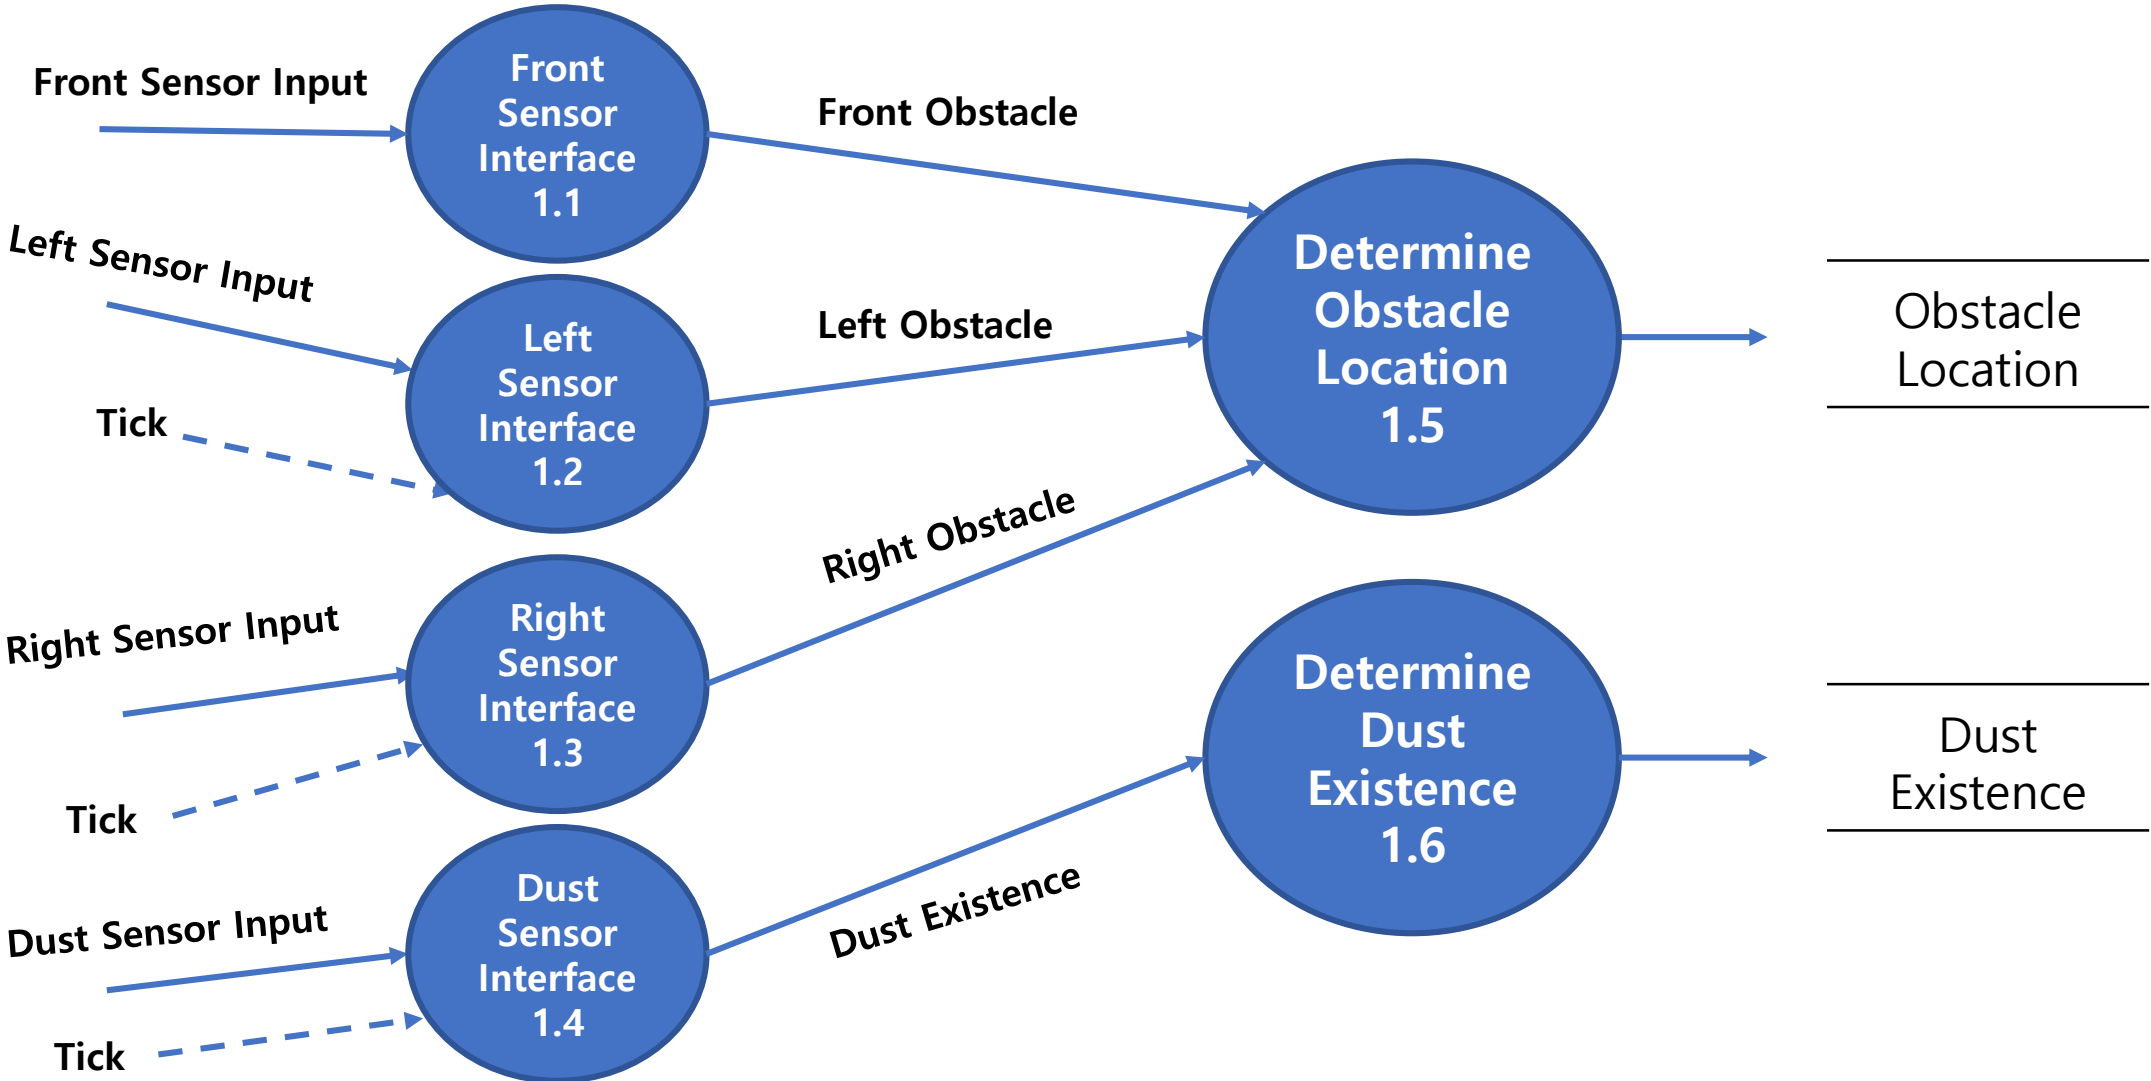 Front Sensor Input
Front
Sensor
Interface
1.1
Front Obstacle
Left Sensor Input
Tick
Left
Sensor
Interface
1.2
Left Obstacle
Determine
Obstacle
Location
1.5
Obstacle
Location
Right Sensor Input
Tick
Right
Sensor
Interface
1.3
Right Obstacle
Dust Sensor Input
Tick
Dust
Sensor
Interface
1.4
Dust Existence
Determine
Dust
Existence
1.6
Dust
Existence